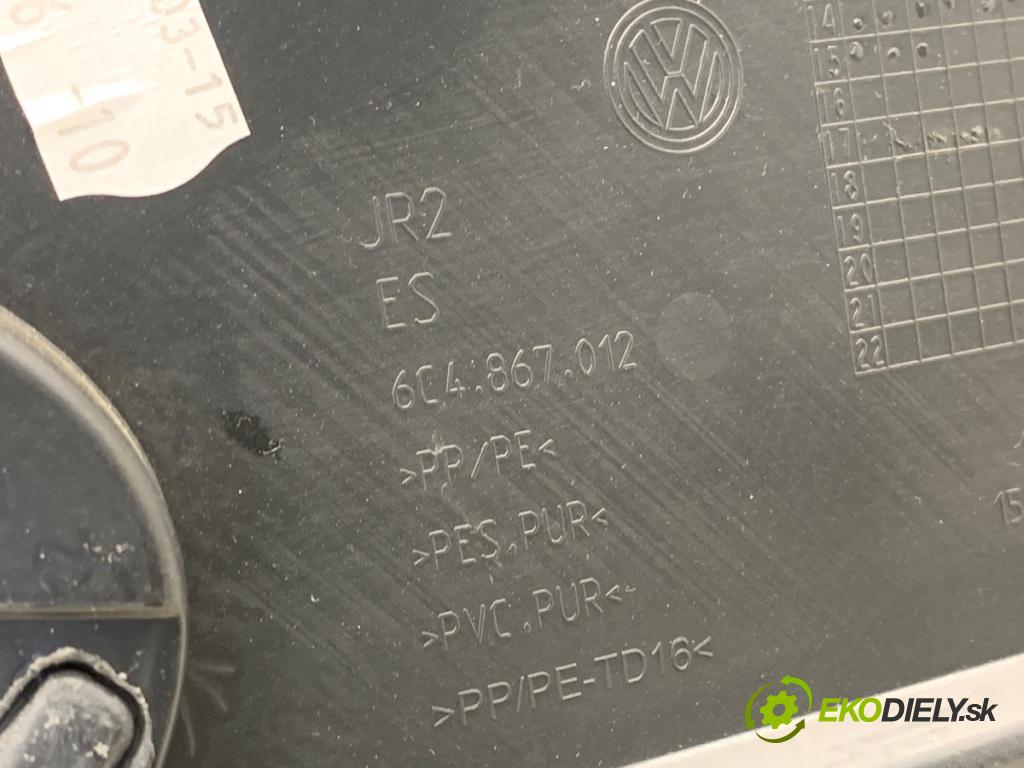 03-15
-10
14
15
16
17
18
19
20
21
22
JR2
ES
6C4.867.012
>PP/PE<
>PES,PUR<
>PVC,PUR<
>PP/PE-TD16<
15
EKODIELY.sk